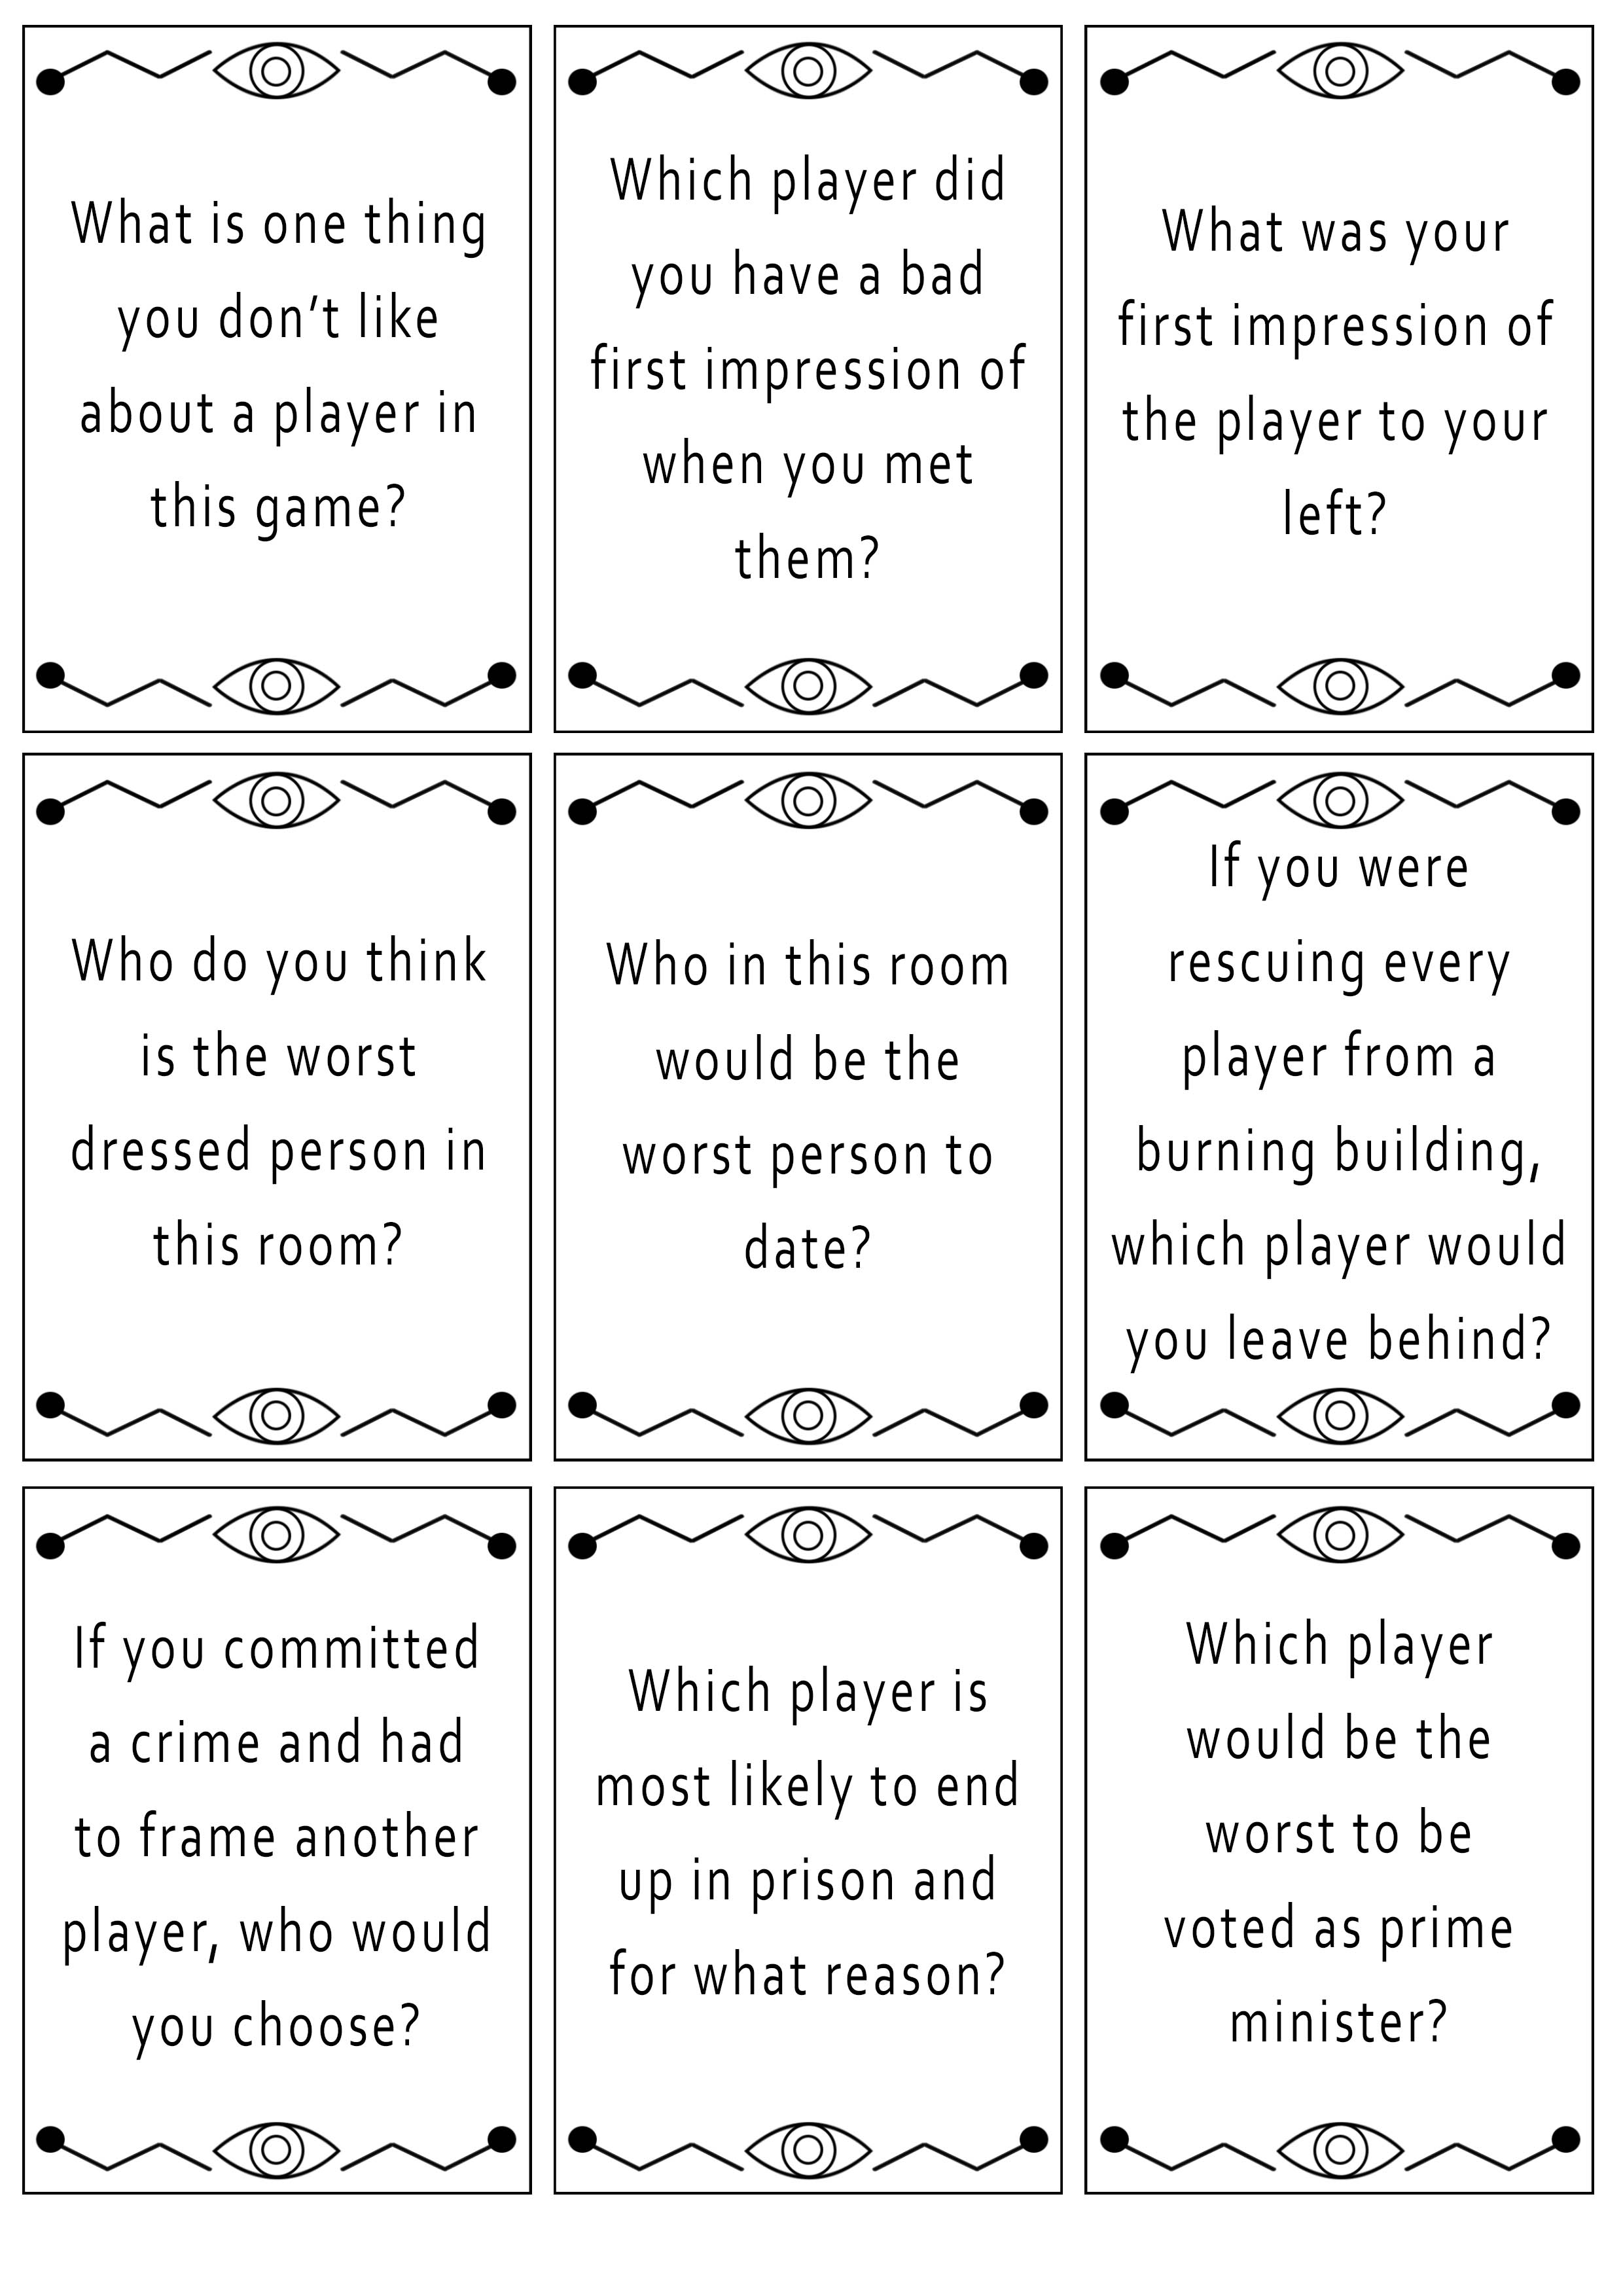 What is one thing
you don't like
about a player in
this game?
Which player did
you have a bad
first impression of
when you met
them?
What was your
first impression of
the player to your
left?
Who do you think
is the worst
dressed person in
this room?
Who in this room
would be the
worst person to
date?
If you were
rescuing every
player from a
burning building,
which player would
you leave behind?
If you committed
a crime and had
to frame another
player, who would
you choose?
Which player is
most likely to end
up in prison and
for what reason?
Which player
would be the
worst to be
voted as prime
minister?